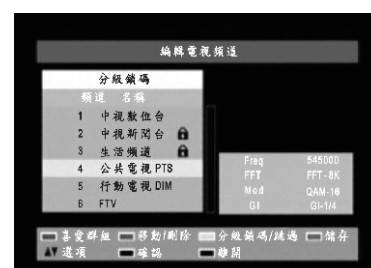 編輯電視頻道
分級鎖碼
頻道 名稱
1 中視數位台
2 中視新聞台
3 生活頻道
4 公共電視 PTS
5 行動電視 DIM
6 FTV
Freq 545000
FFT FFT-8K
Mod QAM-16
GI GI-1/4
喜愛群組 移動/刪除 分級鎖碼/跳過 儲存
選項 確認 離開